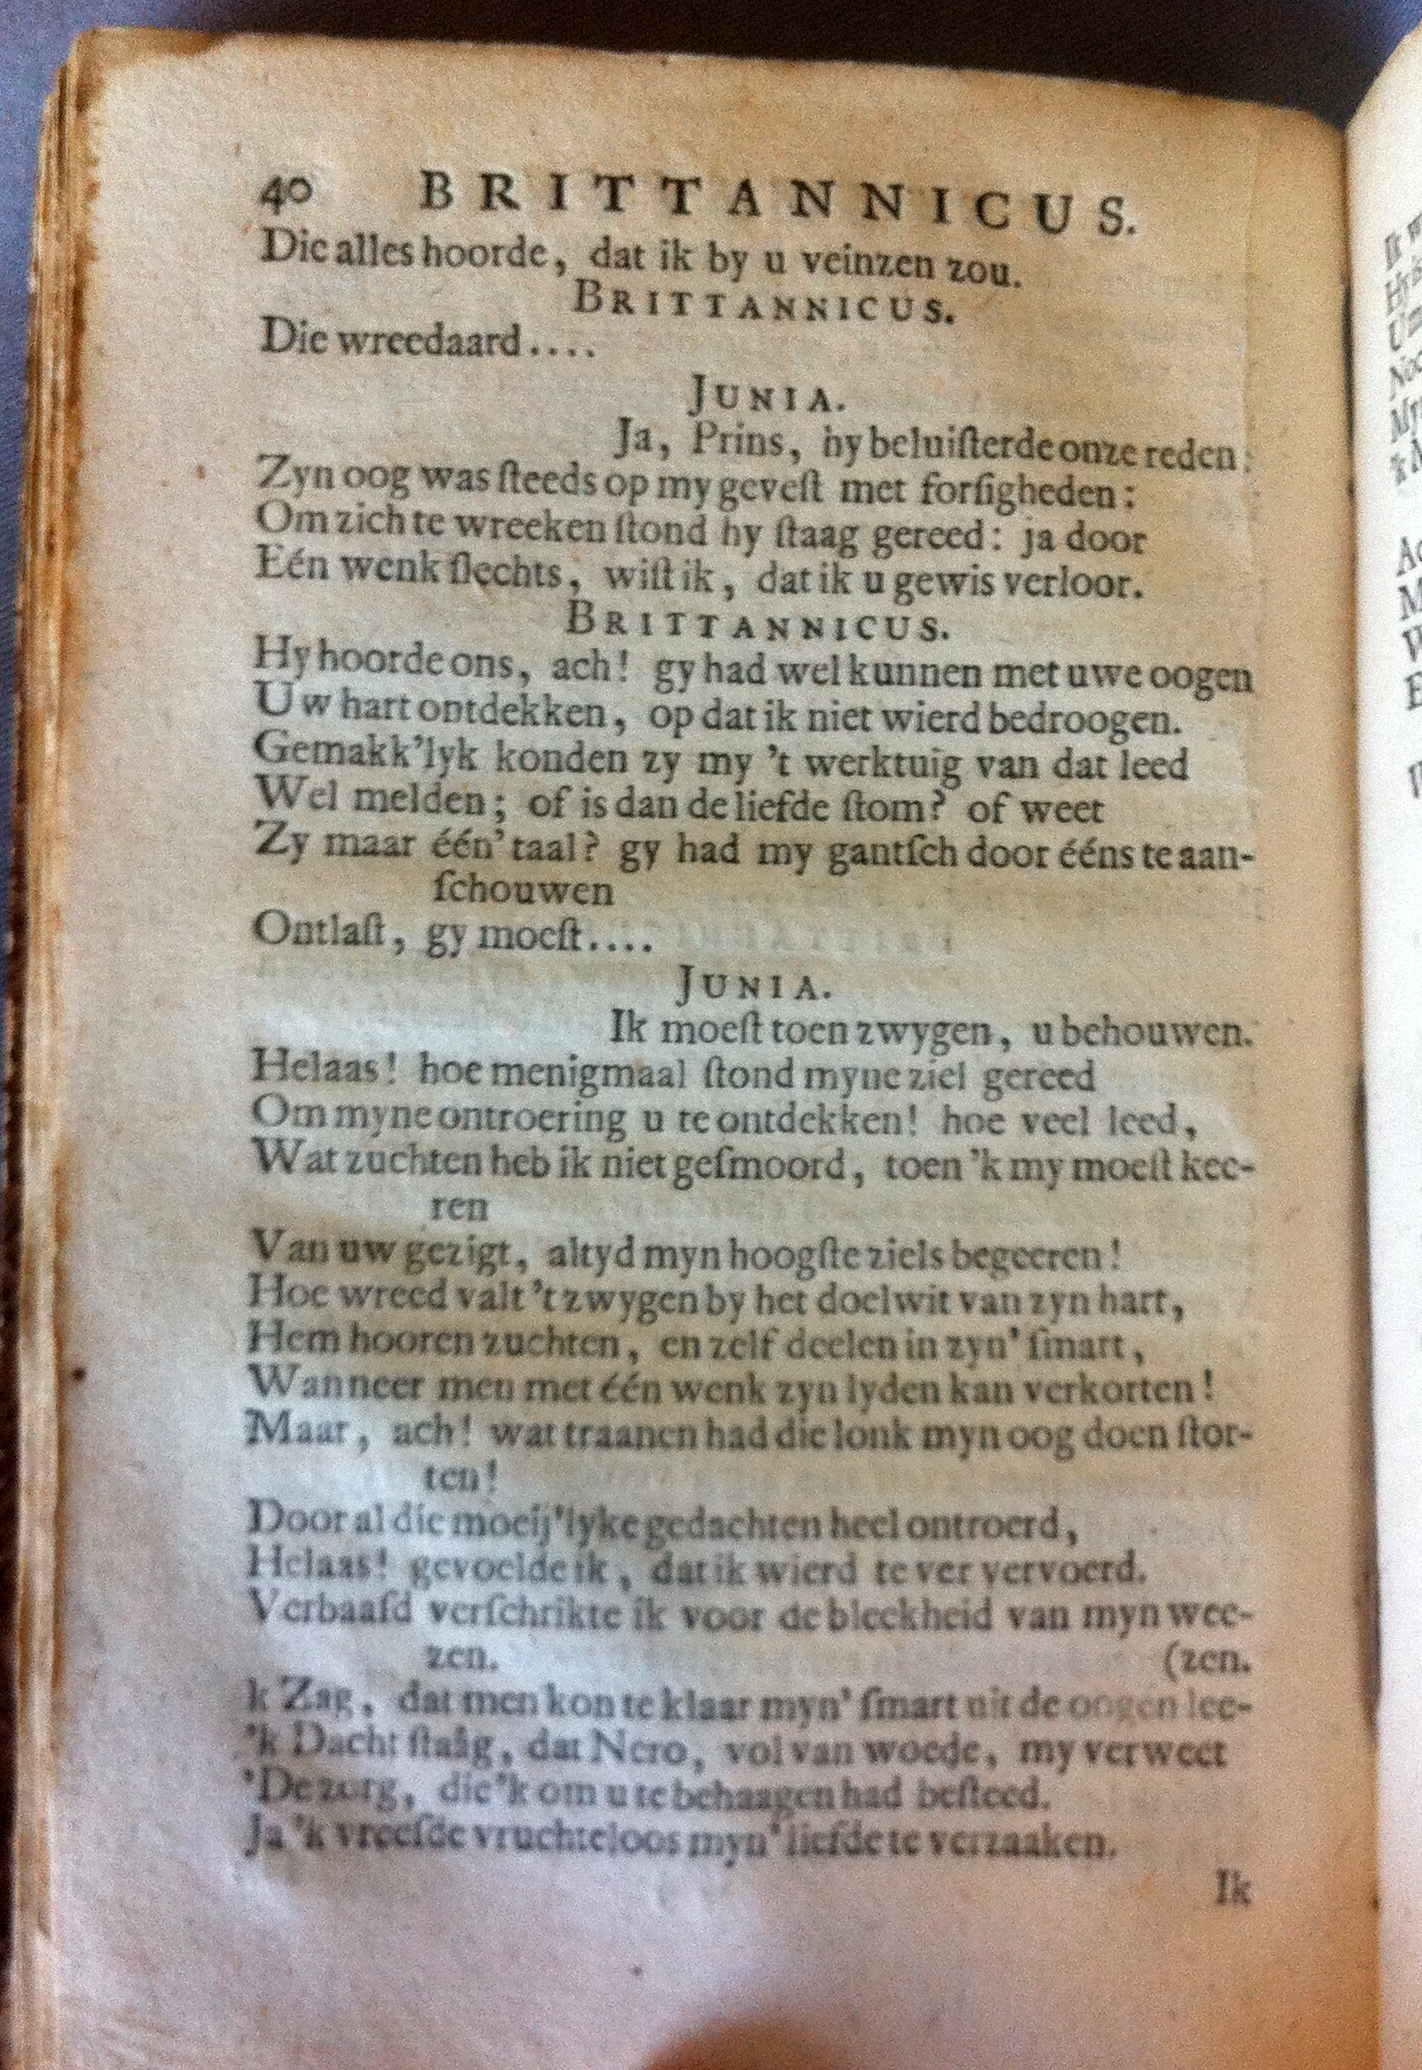 40 BRITTANNICUS.
Die alles hoorde, dat ik by u veinzen zou.
BRITTANNICUS.
Die wreedaard....
JUNIA.
Ja, Prins, hy beluiſterde onze reden:
Zyn oog was ſteeds op my geveſt met forſigheden:
Om zich te wreeken ſtond hy ſtaag gereed: ja door
Eén wenk ſlechts, wiſt ik, dat ik u gewis verloor.
BRITTANNICUS.
Hy hoorde ons, ach! gy had wel kunnen met uwe oogen
Uw hart ontdekken, op dat ik niet wierd bedroogen.
Gemakk'lyk konden zy my 't werktuig van dat leed
Wel melden; of is dan de liefde ſtom? of weet
Zy maar één' taal? gy had my gantſch door ééns te aan-
ſchouwen
Ontlaſt, gy moeſt....
JUNIA.
Ik moeſt toen zwygen, u behouwen.
Helaas! hoe menigmaal ſtond myne ziel gereed
Om myne ontroering u te ontdekken! hoe veel leed,
Wat zuchten heb ik niet geſmoord, toen 'k my moeſt kee-
ren
Van uw gezigt, altyd myn hoogſte ziels begeeren!
Hoe wreed valt 't zwygen by het doelwit van zyn hart,
Hem hooren zuchten, en zelf deelen in zyn' ſmart,
Wanneer men met één wenk zyn lyden kan verkorten!
Maar, ach! wat traanen had die lonk myn oog doen ſtor-
ten!
Door al die moeij'lyke gedachten heel ontroerd,
Helaas! gevoelde ik, dat ik wierd te ver vervoerd.
Verbaaſd verſchrikte ik voor de bleekheid van myn wee-
zen. (zen.
k Zag, dat men kon te klaar myn' ſmart uit de oogen lee-
'k Dacht ſtaâg, dat Nero, vol van woede, my verweet
'De zorg, die 'k om u te behaagen had beſteed.
Ja 'k vreeſde vruchteloos myn' liefde te verzaaken.
Ik